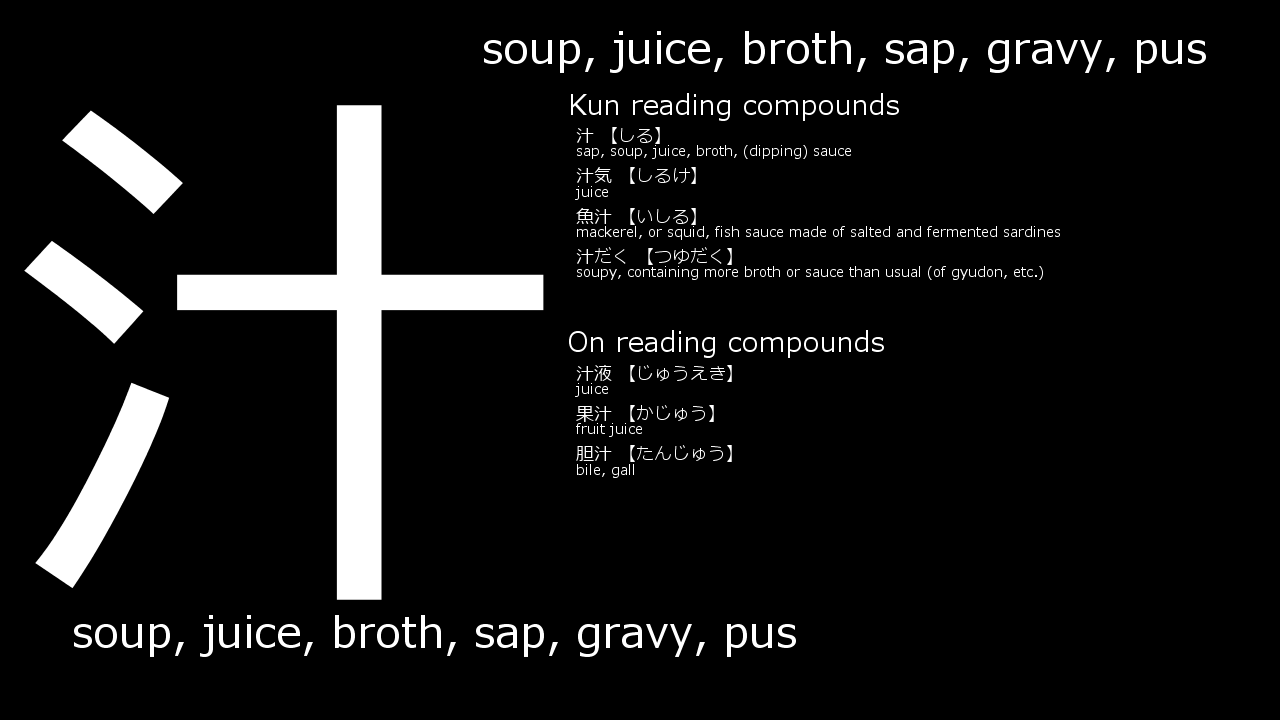 soup, juice, broth, sap, gravy, pus
汁
Kun reading compounds
汁 【しる】
sap, soup, juice, broth, (dipping) sauce
汁気 【しるけ】
juice
魚汁 【いしる】
mackerel, or squid, fish sauce made of salted and fermented sardines
汁だく 【つゆだく】
soupy, containing more broth or sauce than usual (of gyudon, etc.)
On reading compounds
汁液 【じゅうえき】
juice
果汁 【かじゅう】
fruit juice
胆汁 【たんじゅう】
bile, gall
soup, juice, broth, sap, gravy, pus